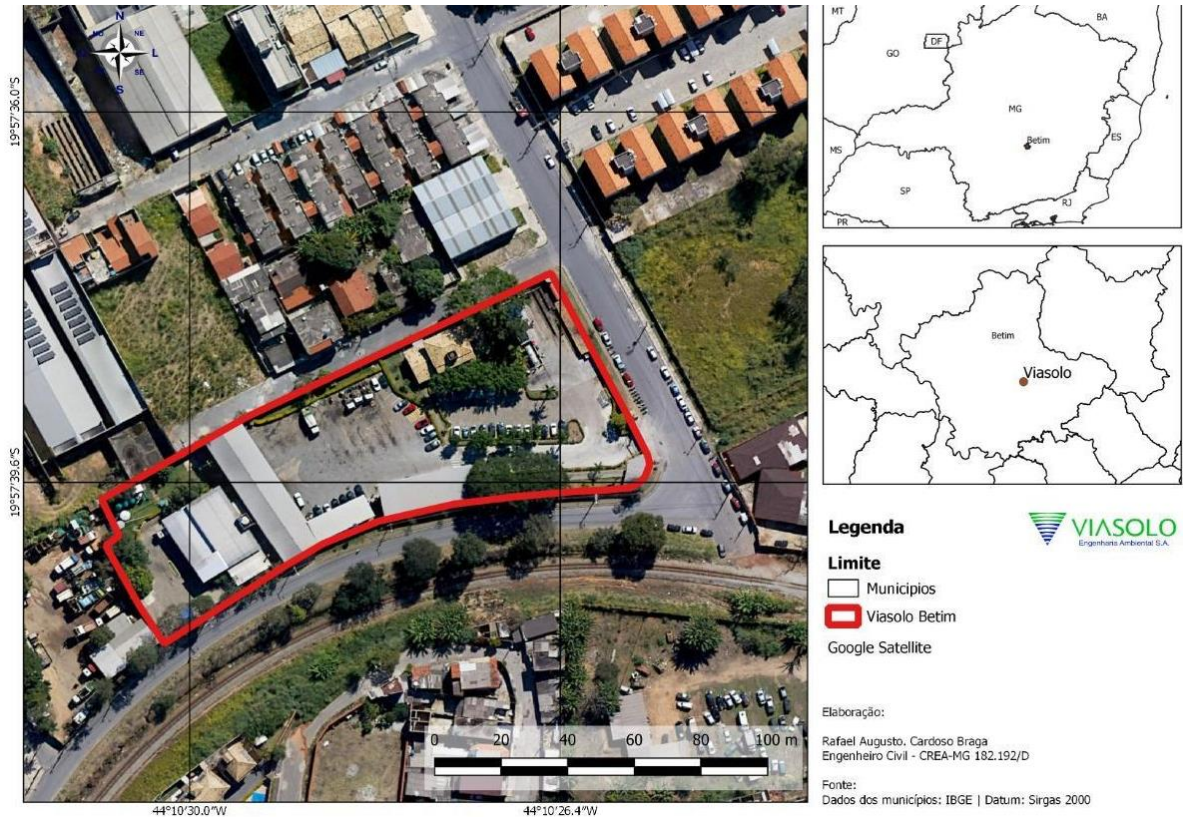 N
NO
NE
L
SE
S
19°57'36.0"S
19°57'39.6"S
44°10'30.0"W
44°10'26.4"W
0 20 40 60 80 100 m
MT
BA
GO
DF
MG
Betim
MS
ES
SP
RJ
PR
Betim
Viasolo
Legenda
VIASOLO
Engenharia Ambiental S.A.
Limite
Municipios
Viasolo Betim
Google Satellite
Elaboração:
Rafael Augusto. Cardoso Braga
Engenheiro Civil - CREA-MG 182.192/D
Fonte:
Dados dos municípios: IBGE | Datum: Sirgas 2000